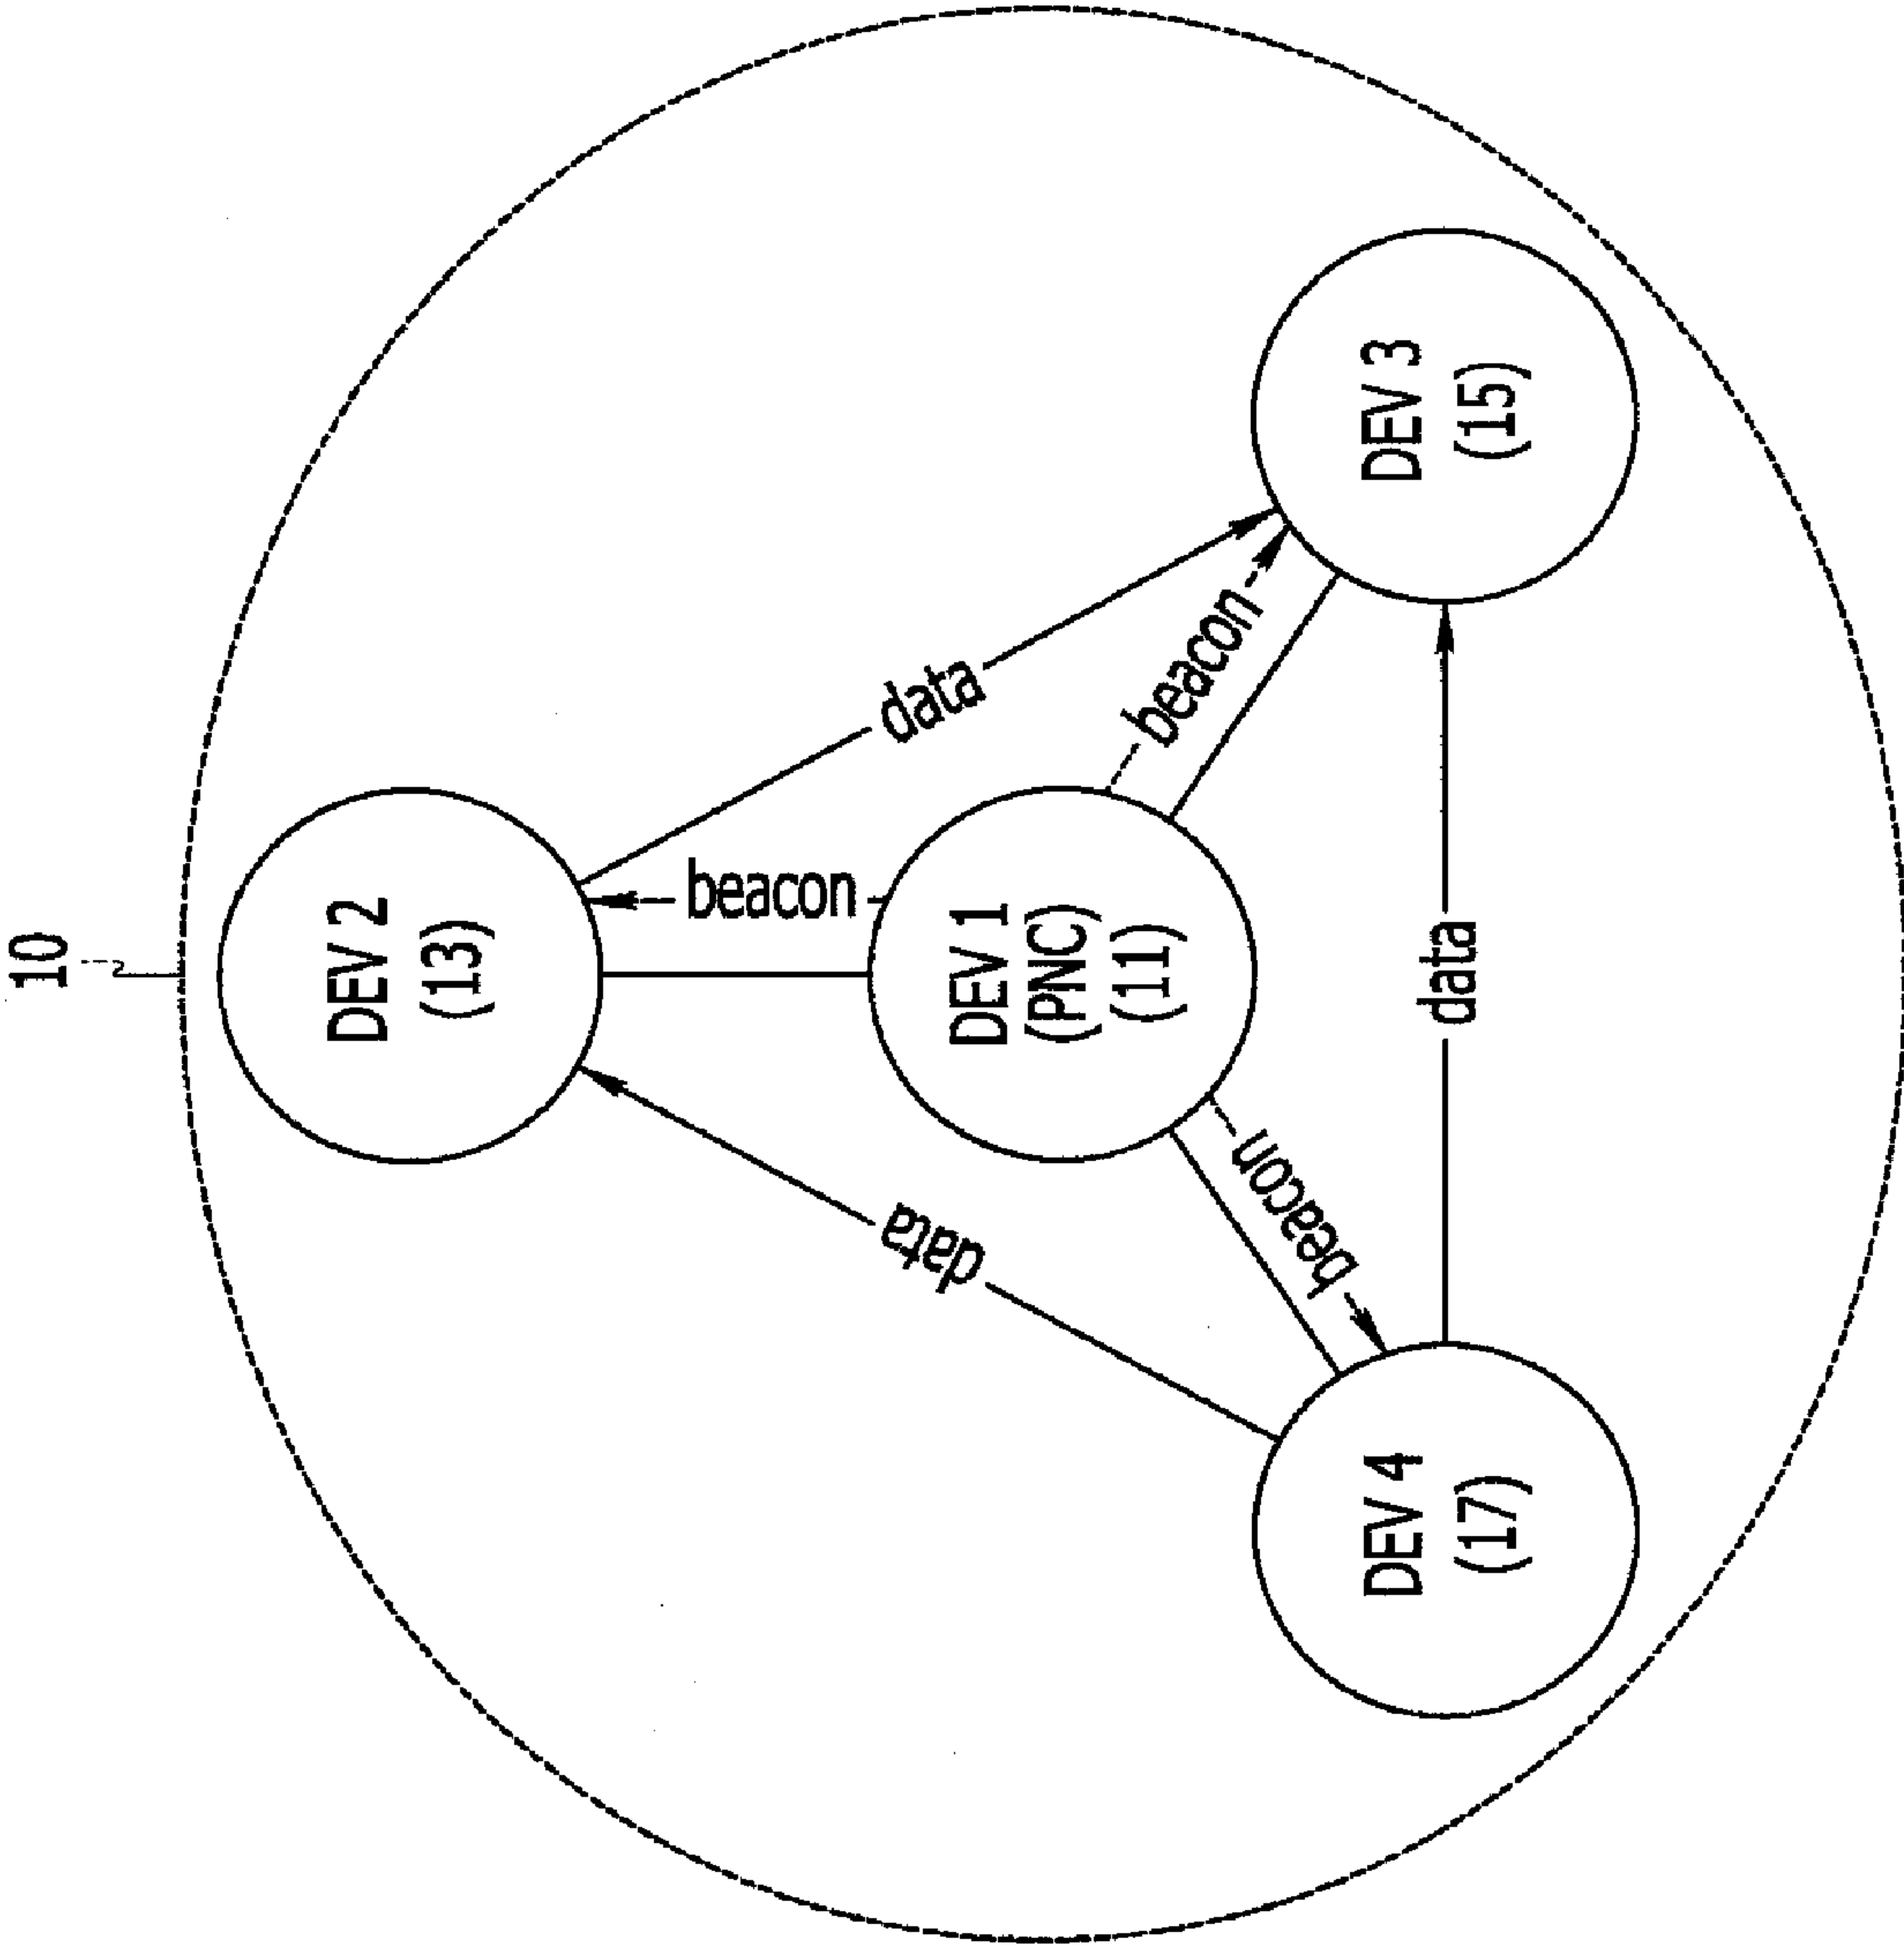 10
DEV 2
(13)
data
beacon
data
DEV 1
(PNC)
(11)
beacon
beacon
DEV 4
(17)
data
DEV 3
(15)